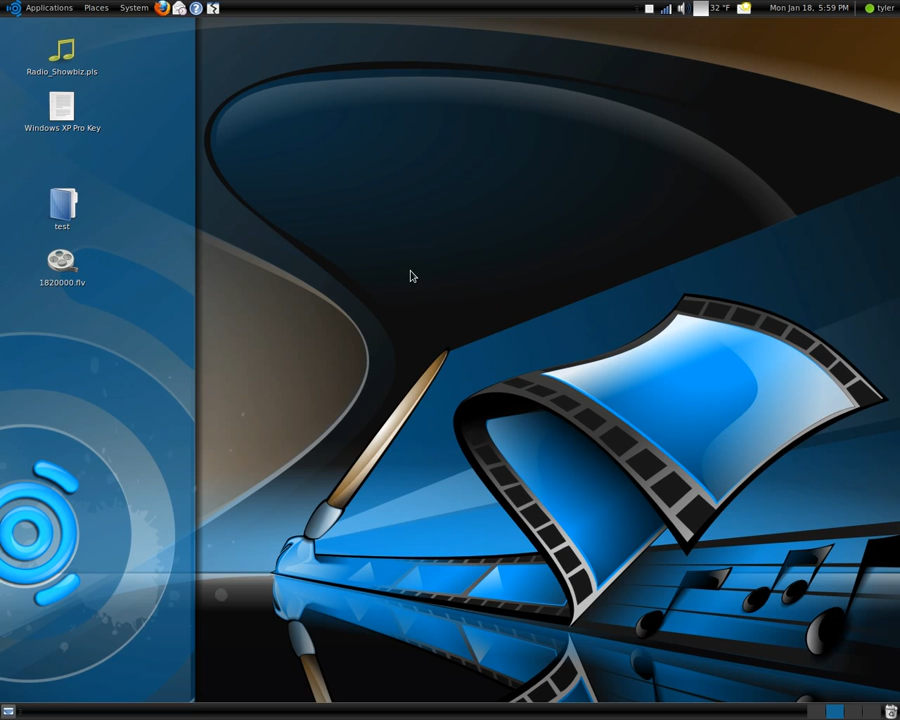 Applications Places System 32 °F Mon Jan 18, 5:59 PM tyler
Radio_Showbiz.pls
Windows XP Pro Key
test
1820000.flv